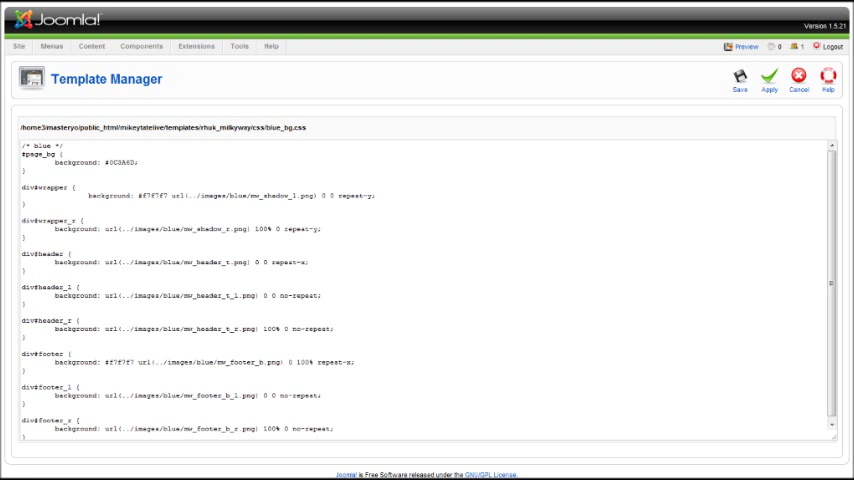 Joomla!
Version 1.5.21
Site Menus Content Components Extensions Tools Help Preview 0 1 Logout
Template Manager
Save Apply Cancel Help
/home3/masteryo/public_html/mikeytatelive/templates/rhuk_milkyway/css/blue_bg.css
/* blue */
#page_bg {
background: #0C3A6D;
}
div#wrapper {
background: #f7f7f7 url(../images/blue/mw_shadow_l.png) 0 0 repeat-y;
}
div#wrapper_r {
background: url(../images/blue/mw_shadow_r.png) 100% 0 repeat-y;
}
div#header {
background: url(../images/blue/mw_header_t.png) 0 0 repeat-x;
}
div#header_l {
background: url(../images/blue/mw_header_t_l.png) 0 0 no-repeat;
}
div#header_r {
background: url(../images/blue/mw_header_t_r.png) 100% 0 no-repeat;
}
div#footer {
background: #f7f7f7 url(../images/blue/mw_footer_b.png) 0 100% repeat-x;
}
div#footer_l {
background: url(../images/blue/mw_footer_b_l.png) 0 0 no-repeat;
}
div#footer_r {
background: url(../images/blue/mw_footer_b_r.png) 100% 0 no-repeat;
}
Joomla! is Free Software released under the GNU/GPL License.